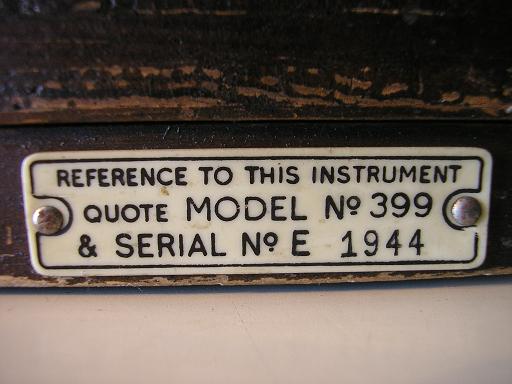 REFERENCE TO THIS INSTRUMENT
QUOTE MODEL Nº 399
& SERIAL Nº E 1944